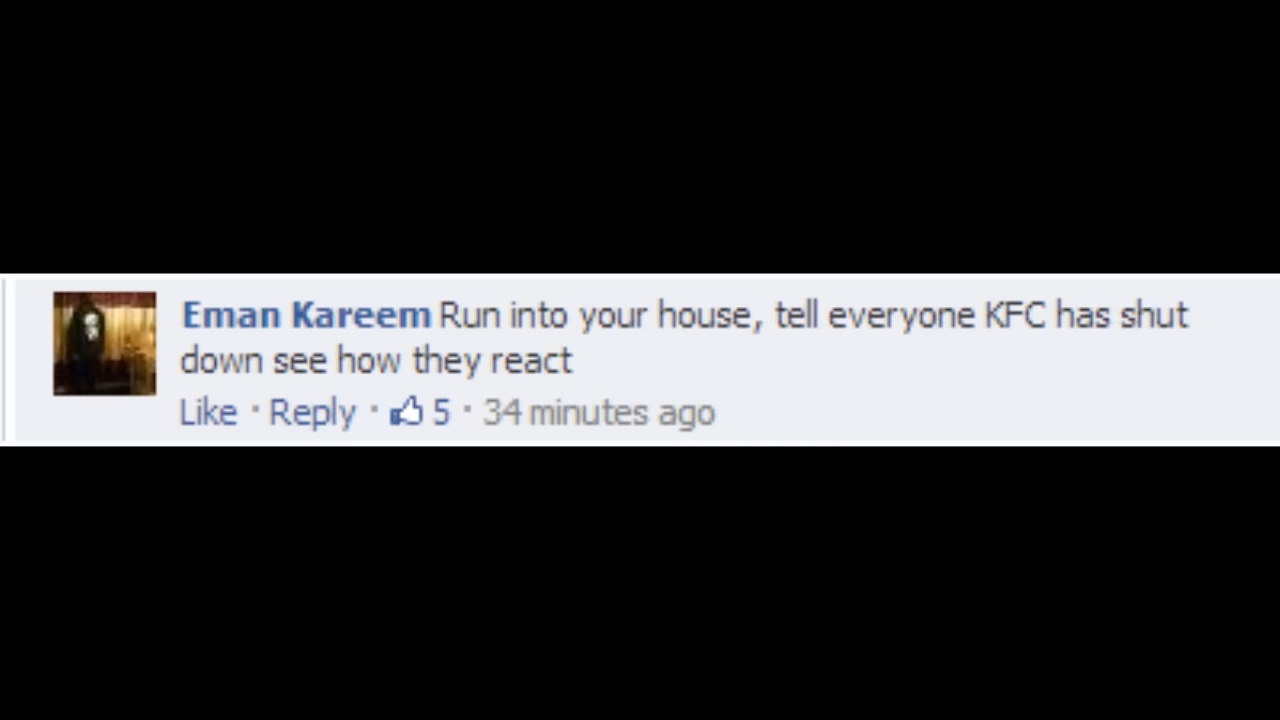 Eman Kareem Run into your house, tell everyone KFC has shut
down see how they react
Like · Reply · 5 · 34 minutes ago